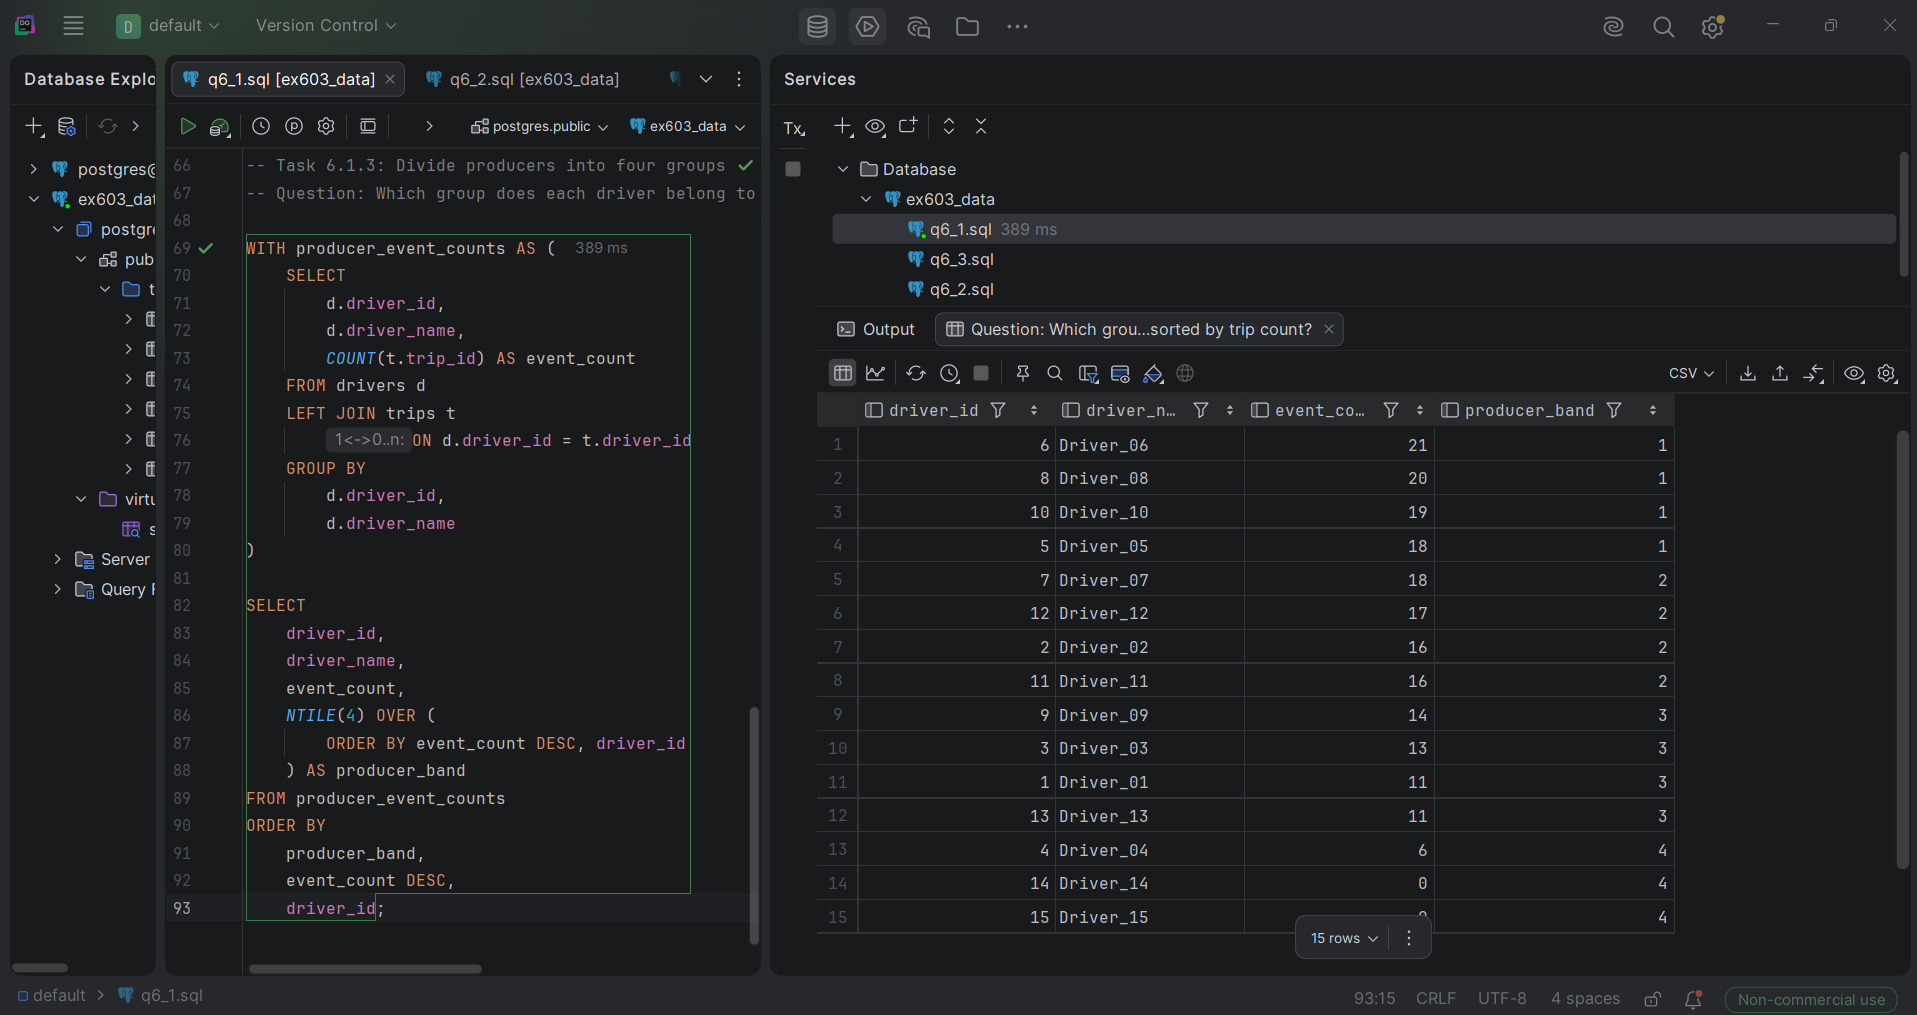 D default Version Control
Database Explo
q6_1.sql [ex603_data]
q6_2.sql [ex603_data]
Services
postgres.public
ex603_data
Tx
postgres@
ex603_dat
postgre
pub
t
virtu
s
Server
Query F
66 -- Task 6.1.3: Divide producers into four groups
67 -- Question: Which group does each driver belong to
68
69 WITH producer_event_counts AS ( 389 ms
70 SELECT
71 d.driver_id,
72 d.driver_name,
73 COUNT(t.trip_id) AS event_count
74 FROM drivers d
75 LEFT JOIN trips t
76 1<->0..n: ON d.driver_id = t.driver_id
77 GROUP BY
78 d.driver_id,
79 d.driver_name
80 )
81
82 SELECT
83 driver_id,
84 driver_name,
85 event_count,
86 NTILE(4) OVER (
87 ORDER BY event_count DESC, driver_id
88 ) AS producer_band
89 FROM producer_event_counts
90 ORDER BY
91 producer_band,
92 event_count DESC,
93 driver_id;
Database
ex603_data
q6_1.sql 389 ms
q6_3.sql
q6_2.sql
Output
Question: Which grou...sorted by trip count?
CSV
driver_id driver_n... event_co... producer_band
1 6 Driver_06 21 1
2 8 Driver_08 20 1
3 10 Driver_10 19 1
4 5 Driver_05 18 1
5 7 Driver_07 18 2
6 12 Driver_12 17 2
7 2 Driver_02 16 2
8 11 Driver_11 16 2
9 9 Driver_09 14 3
10 3 Driver_03 13 3
11 1 Driver_01 11 3
12 13 Driver_13 11 3
13 4 Driver_04 6 4
14 14 Driver_14 0 4
15 15 Driver_15 4
15 rows
default > q6_1.sql
93:15 CRLF UTF-8 4 spaces Non-commercial use